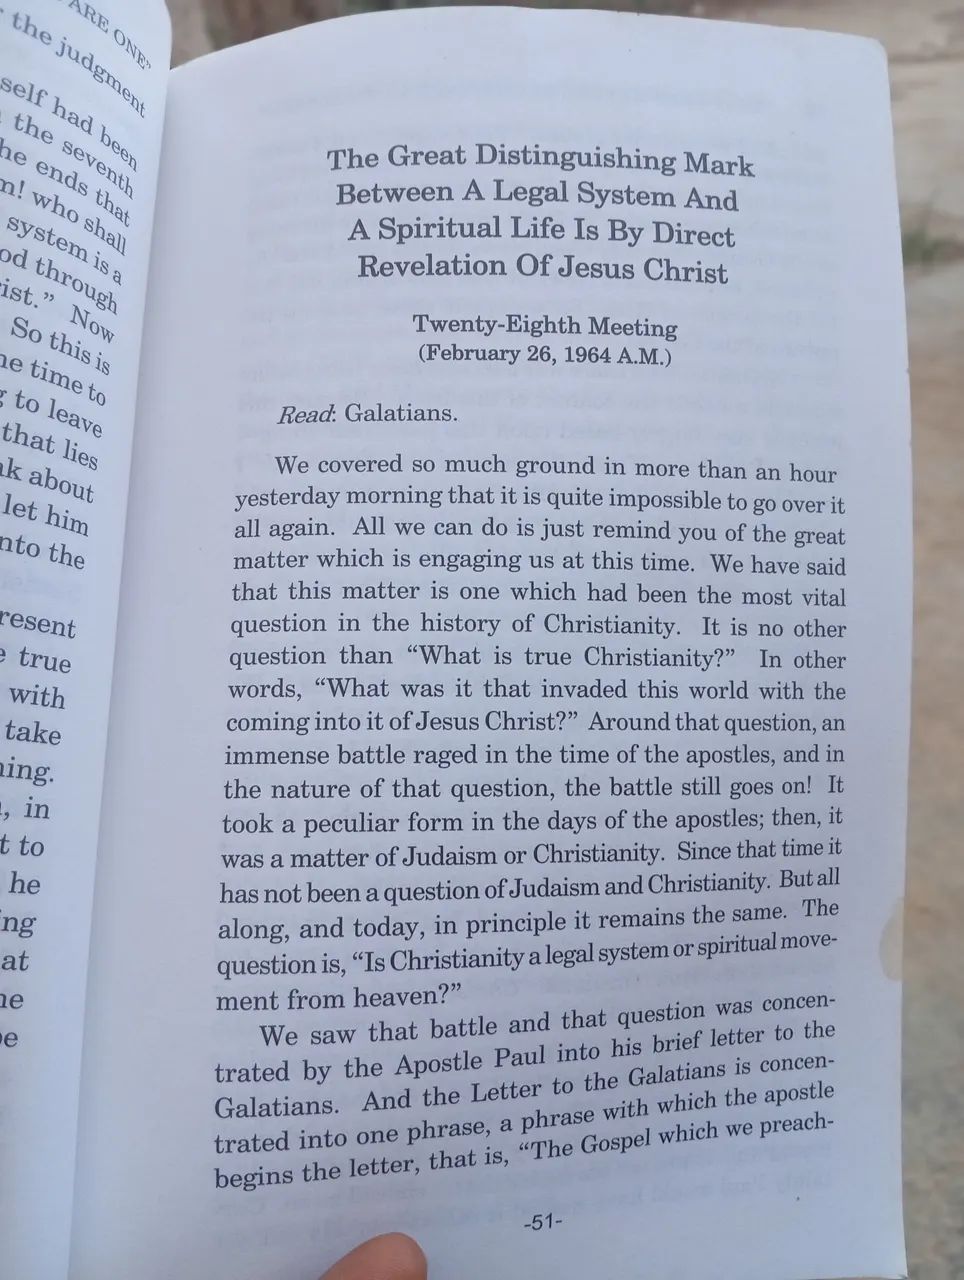 ARE ONE"
the judgment
self had been
the seventh
he ends that
m! who shall
system is a
od through
ist." Now
So this is
he time to
g to leave
that lies
ak about
let him
nto the
resent
e true
with
take
ning.
, in
t to
he
ng
at
ne
be
The Great Distinguishing Mark
Between A Legal System And
A Spiritual Life Is By Direct
Revelation Of Jesus Christ
Twenty-Eighth Meeting
(February 26, 1964 A.M.)
Read: Galatians.
We covered so much ground in more than an hour
yesterday morning that it is quite impossible to go over it
all again. All we can do is just remind you of the great
matter which is engaging us at this time. We have said
that this matter is one which had been the most vital
question in the history of Christianity. It is no other
question than "What is true Christianity?" In other
words, "What was it that invaded this world with the
coming into it of Jesus Christ?" Around that question, an
immense battle raged in the time of the apostles, and in
the nature of that question, the battle still goes on! It
took a peculiar form in the days of the apostles; then, it
was a matter of Judaism or Christianity. Since that time it
has not been a question of Judaism and Christianity. But all
along, and today, in principle it remains the same. The
question is, "Is Christianity a legal system or spiritual move-
ment from heaven?"
We saw that battle and that question was concen-
trated by the Apostle Paul into his brief letter to the
Galatians. And the Letter to the Galatians is concen-
trated into one phrase, a phrase with which the apostle
begins the letter, that is, "The Gospel which we preach-
-51-